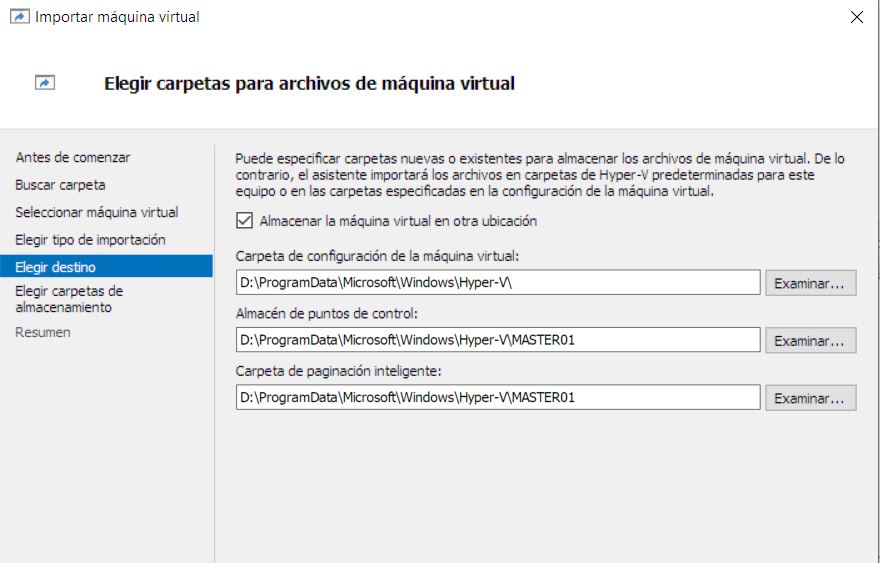 Importar máquina virtual
Elegir carpetas para archivos de máquina virtual
Antes de comenzar
Buscar carpeta
Seleccionar máquina virtual
Elegir tipo de importación
Elegir destino
Elegir carpetas de
almacenamiento
Resumen
Puede especificar carpetas nuevas o existentes para almacenar los archivos de máquina virtual. De lo
contrario, el asistente importará los archivos en carpetas de Hyper-V predeterminadas para este
equipo o en las carpetas especificadas en la configuración de la máquina virtual.
Almacenar la máquina virtual en otra ubicación
Carpeta de configuración de la máquina virtual:
D:\ProgramData\Microsoft\Windows\Hyper-V\
Examinar...
Almacén de puntos de control:
D:\ProgramData\Microsoft\Windows\Hyper-V\MASTER01
Examinar...
Carpeta de paginación inteligente:
D:\ProgramData\Microsoft\Windows\Hyper-V\MASTER01
Examinar...